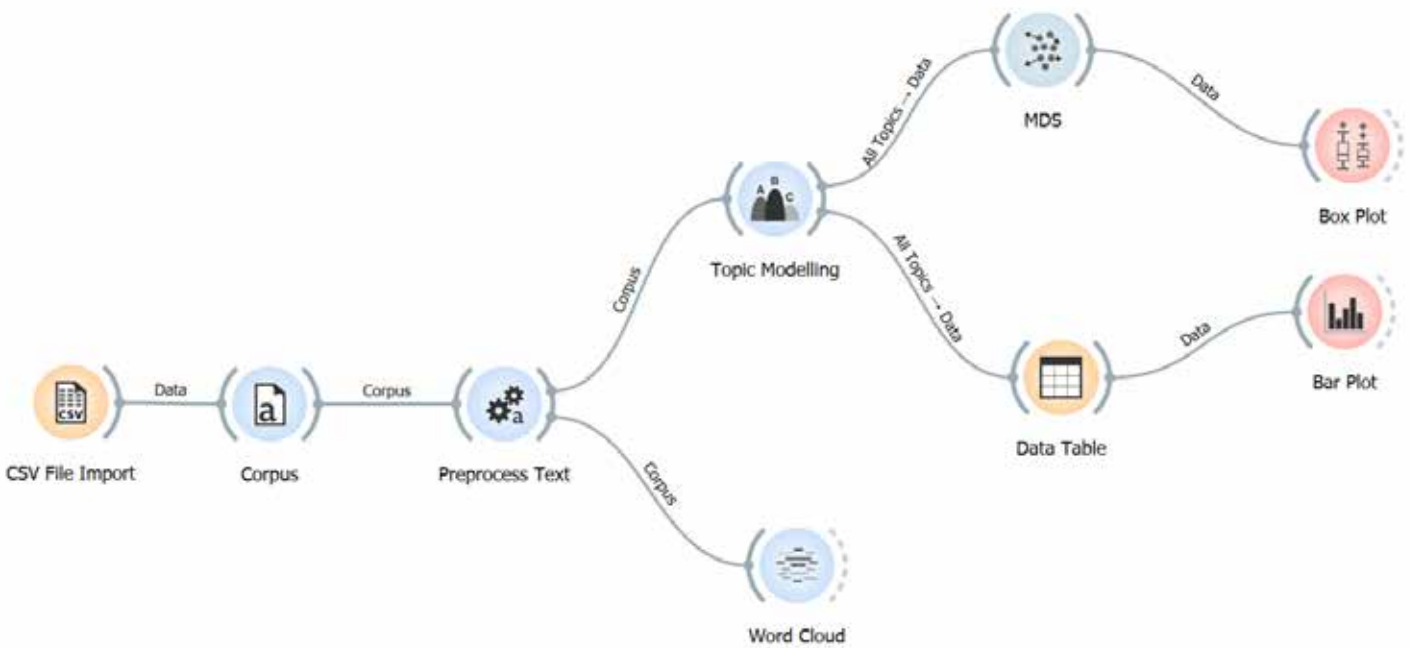 All Topics → Data
MDS
Data
Box Plot
A B C
Topic Modelling
Corpus
All Topics → Data
Data
Bar Plot
CSV
Data
a
Corpus
a
Data Table
CSV File Import
Corpus
Preprocess Text
Corpus
Word Cloud